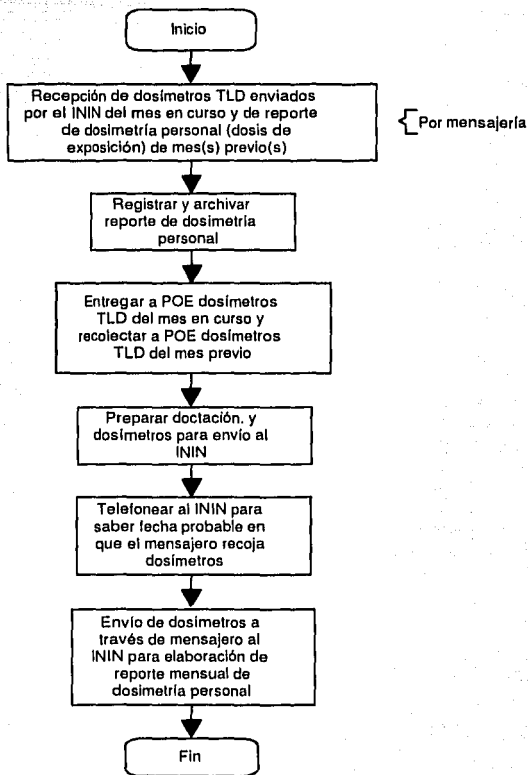 Inicio
Recepción de dosímetros TLD enviados
por el ININ del mes en curso y de reporte
de dosimetría personal (dosis de
exposición) de mes(s) previo(s)
Por mensajería
Registrar y archivar
reporte de dosimetría
personal
Entregar a POE dosímetros
TLD del mes en curso y
recolectar a POE dosímetros
TLD del mes previo
Preparar doctación. y
dosímetros para envío al
ININ
Telefonear al ININ para
saber fecha probable en
que el mensajero recoja
dosímetros
Envío de dosímetros a
través de mensajero al
ININ para elaboración de
reporte mensual de
dosimetría personal
Fin